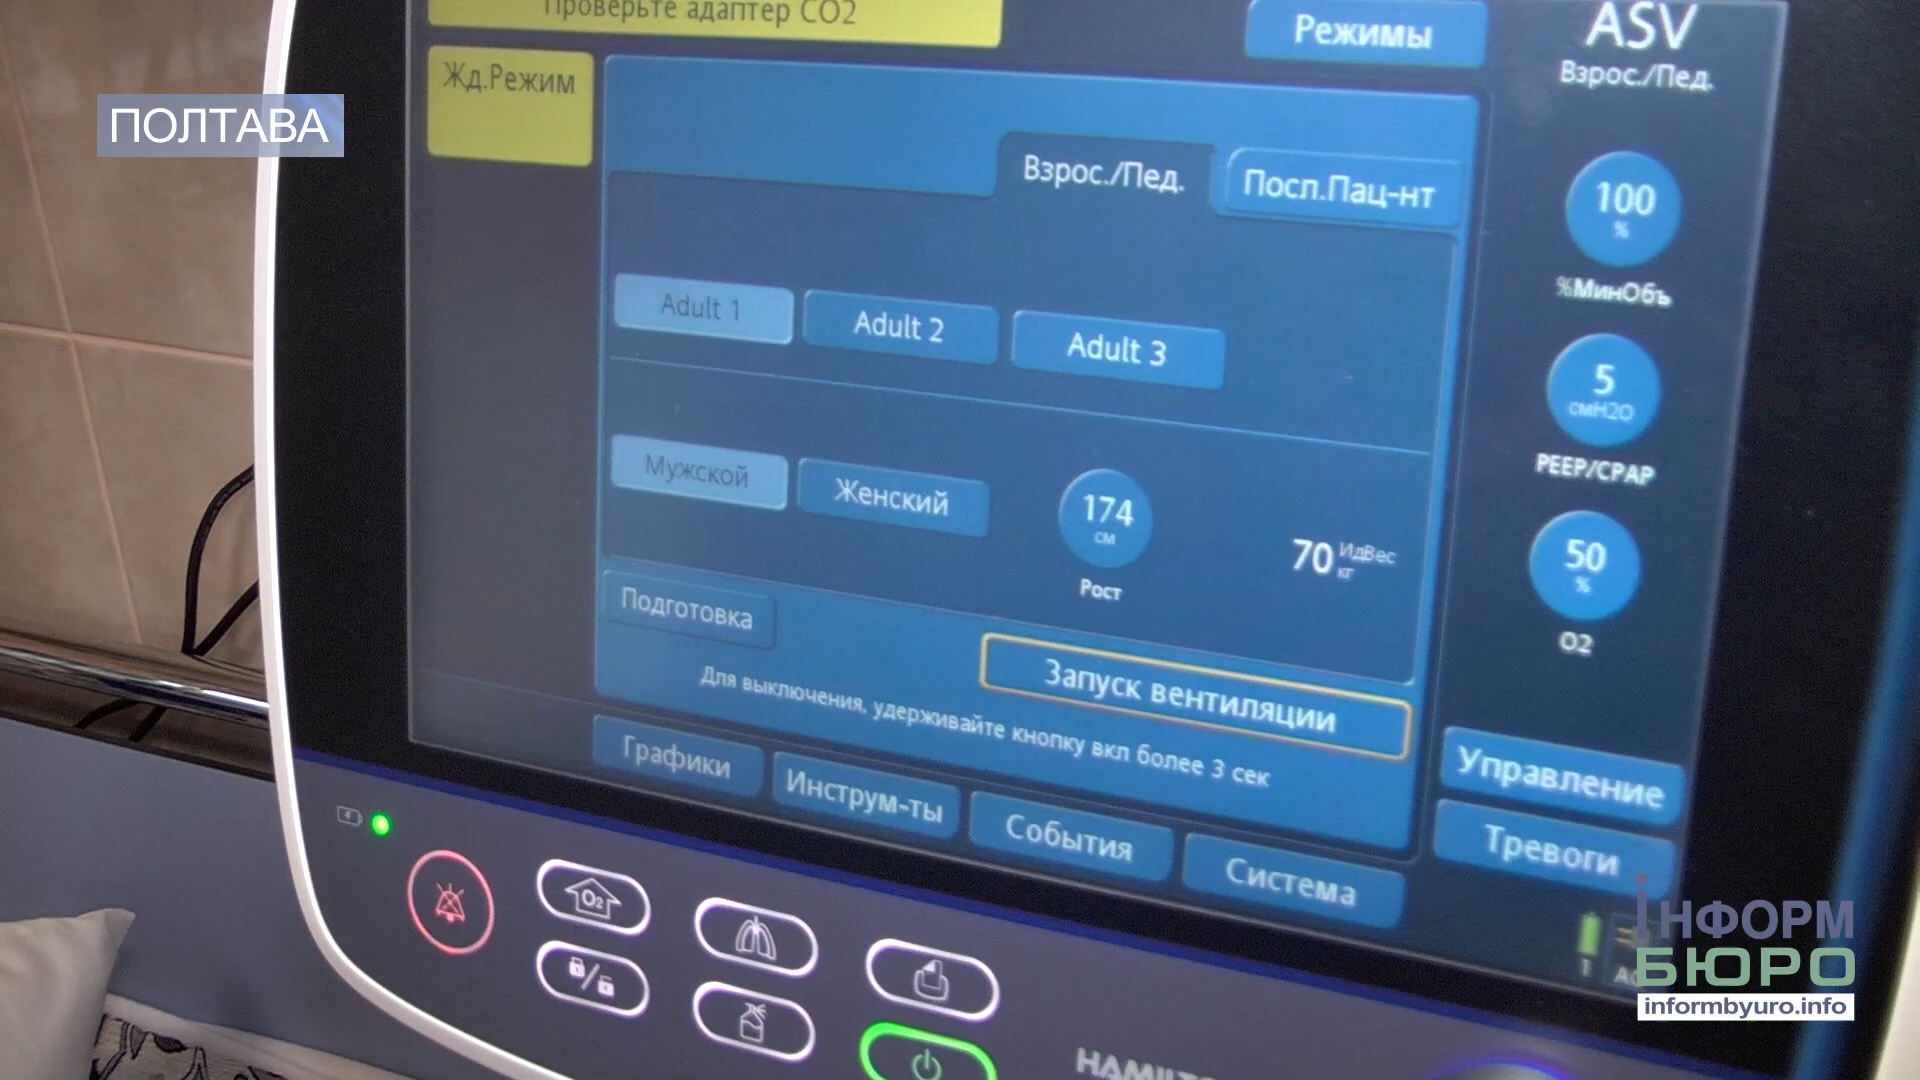 Проверьте адаптер CO2
Режимы
ASV
Взрос./Пед.
Жд.Режим
ПОЛТАВА
Взрос./Пед.
Посл.Пац-нт
100
%
%МинОбъ
Adult 1
Adult 2
Adult 3
5
смH2O
PEEP/CPAP
Мужской
Женский
174
см
Рост
70 ИдВес
кг
50
%
O2
Подготовка
Запуск вентиляции
Для выключения, удерживайте кнопку вкл более 3 сек
Графики
Инструм-ты
События
Система
Управление
Тревоги
O2
1
ІНФОРМ
БЮРО
informbyuro.info